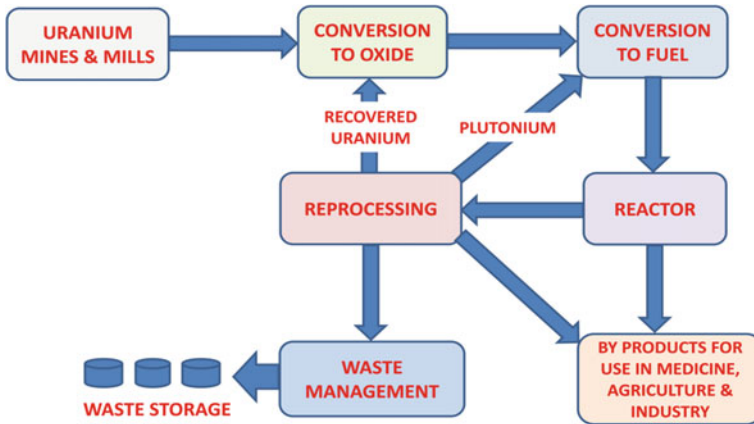 URANIUM
MINES & MILLS
CONVERSION
TO OXIDE
CONVERSION
TO FUEL
RECOVERED
URANIUM
PLUTONIUM
REPROCESSING
REACTOR
WASTE
MANAGEMENT
BY PRODUCTS FOR
USE IN MEDICINE,
AGRICULTURE &
INDUSTRY
WASTE STORAGE